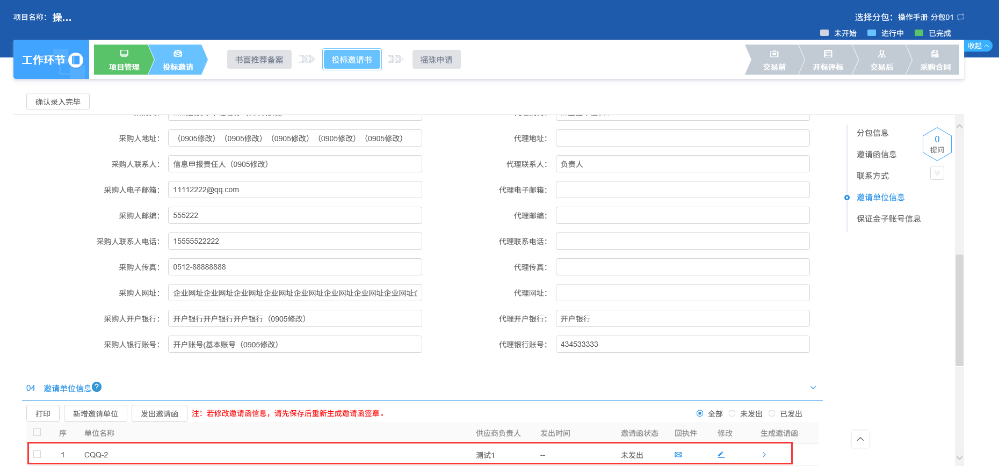 项目名称： 操...
选择分包：操作手册-分包01
未开始 进行中 已完成
收起
工作环节
项目管理
投标邀请
书面推荐备案
投标邀请书
摇珠申请
交易前
开标评标
交易后
采购合同
确认录入完毕
采购人地址： （0905修改）（0905修改）（0905修改）（0905修改）（0905修改） 代理地址：
采购人联系人： 信息申报责任人（0905修改） 代理联系人： 负责人
采购人电子邮箱： 11112222@qq.com 代理电子邮箱：
采购人邮编： 555222 代理邮编：
采购人联系人电话： 15555522222 代理联系电话：
采购人传真： 0512-88888888 代理传真：
采购人网址： 企业网址企业网址企业网址企业网址企业网址企业网址企业网址企业网址 代理网址：
采购人开户银行： 开户银行开户银行开户银行（0905修改） 代理开户银行： 开户银行
采购人银行账号： 开户账号(基本账号（0905修改） 代理银行账号： 434533333
分包信息
邀请函信息
联系方式
邀请单位信息
保证金子账号信息
0
提问
04 邀请单位信息 ?
打印 新增邀请单位 发出邀请函 注：若修改邀请函信息，请先保存后重新生成邀请函签章。 全部 未发出 已发出
序 单位名称 供应商负责人 发出时间 邀请函状态 回执件 修改 生成邀请函
1 CQQ-2 测试1 -- 未发出